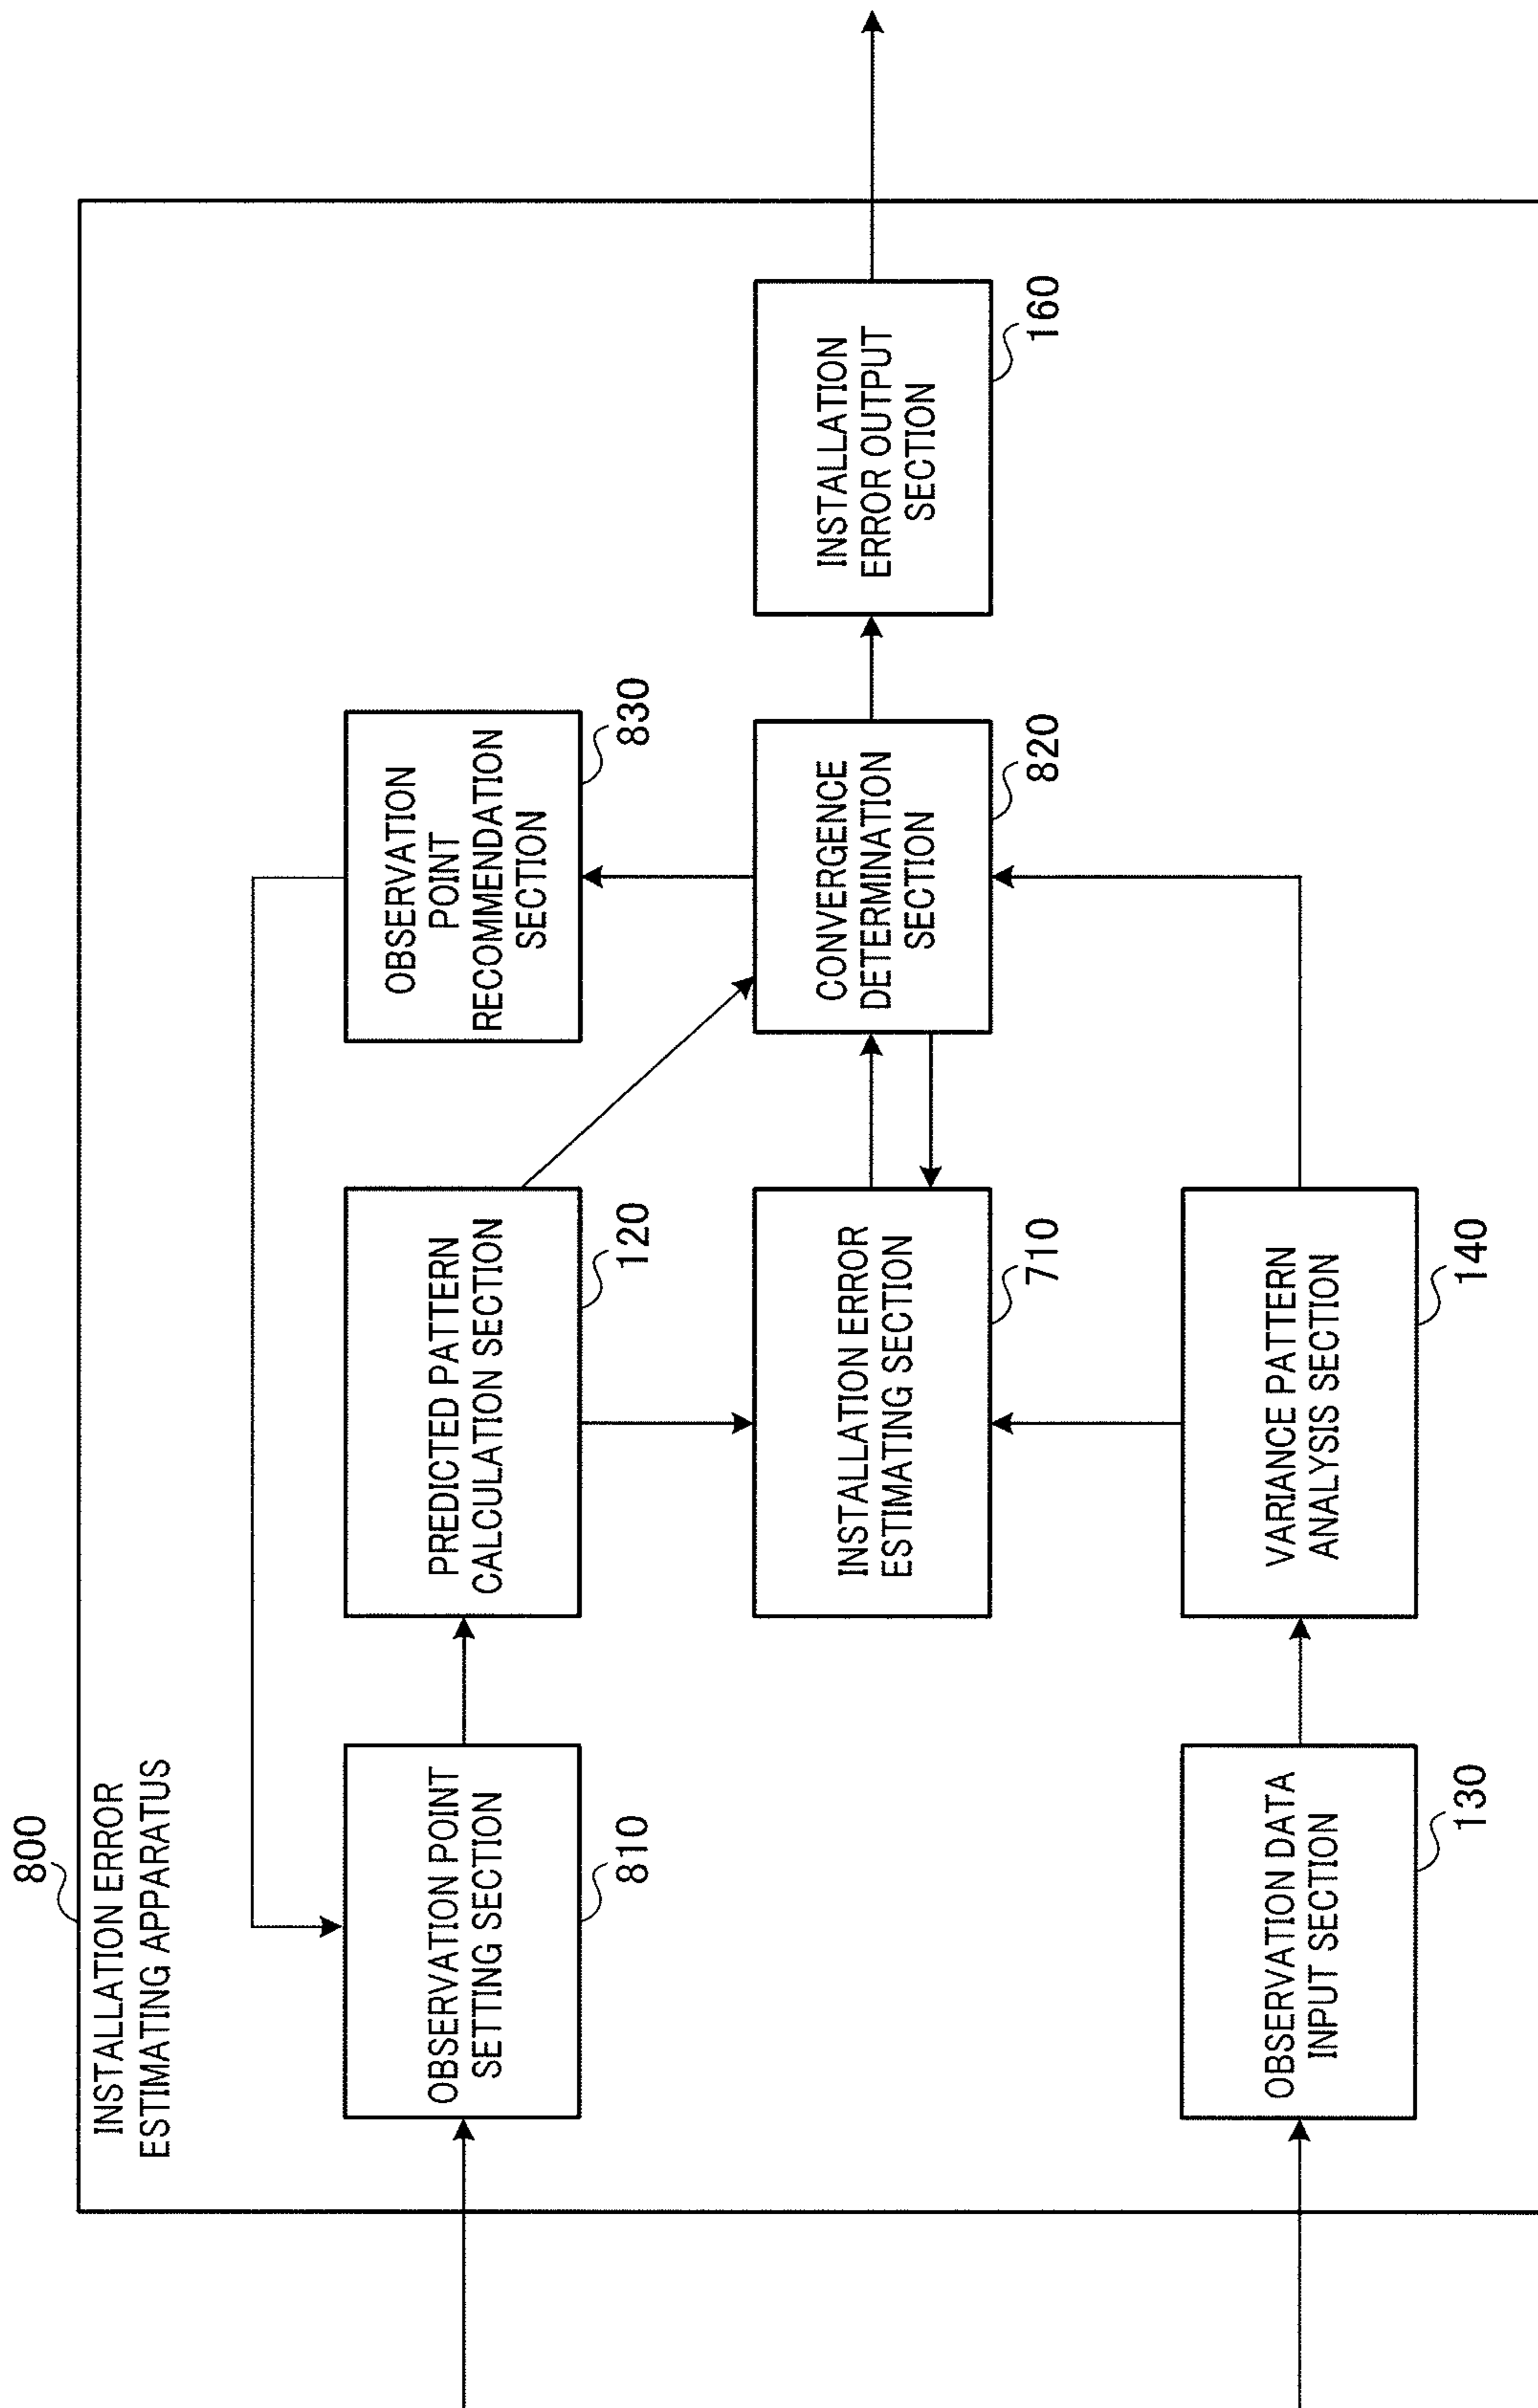 800
INSTALLATION ERROR
ESTIMATING APPARATUS
OBSERVATION POINT
SETTING SECTION
810
PREDICTED PATTERN
CALCULATION SECTION
120
OBSERVATION
POINT
RECOMMENDATION
SECTION
830
INSTALLATION ERROR
ESTIMATING SECTION
710
CONVERGENCE
DETERMINATION
SECTION
820
INSTALLATION
ERROR OUTPUT
SECTION
160
OBSERVATION DATA
INPUT SECTION
130
VARIANCE PATTERN
ANALYSIS SECTION
140